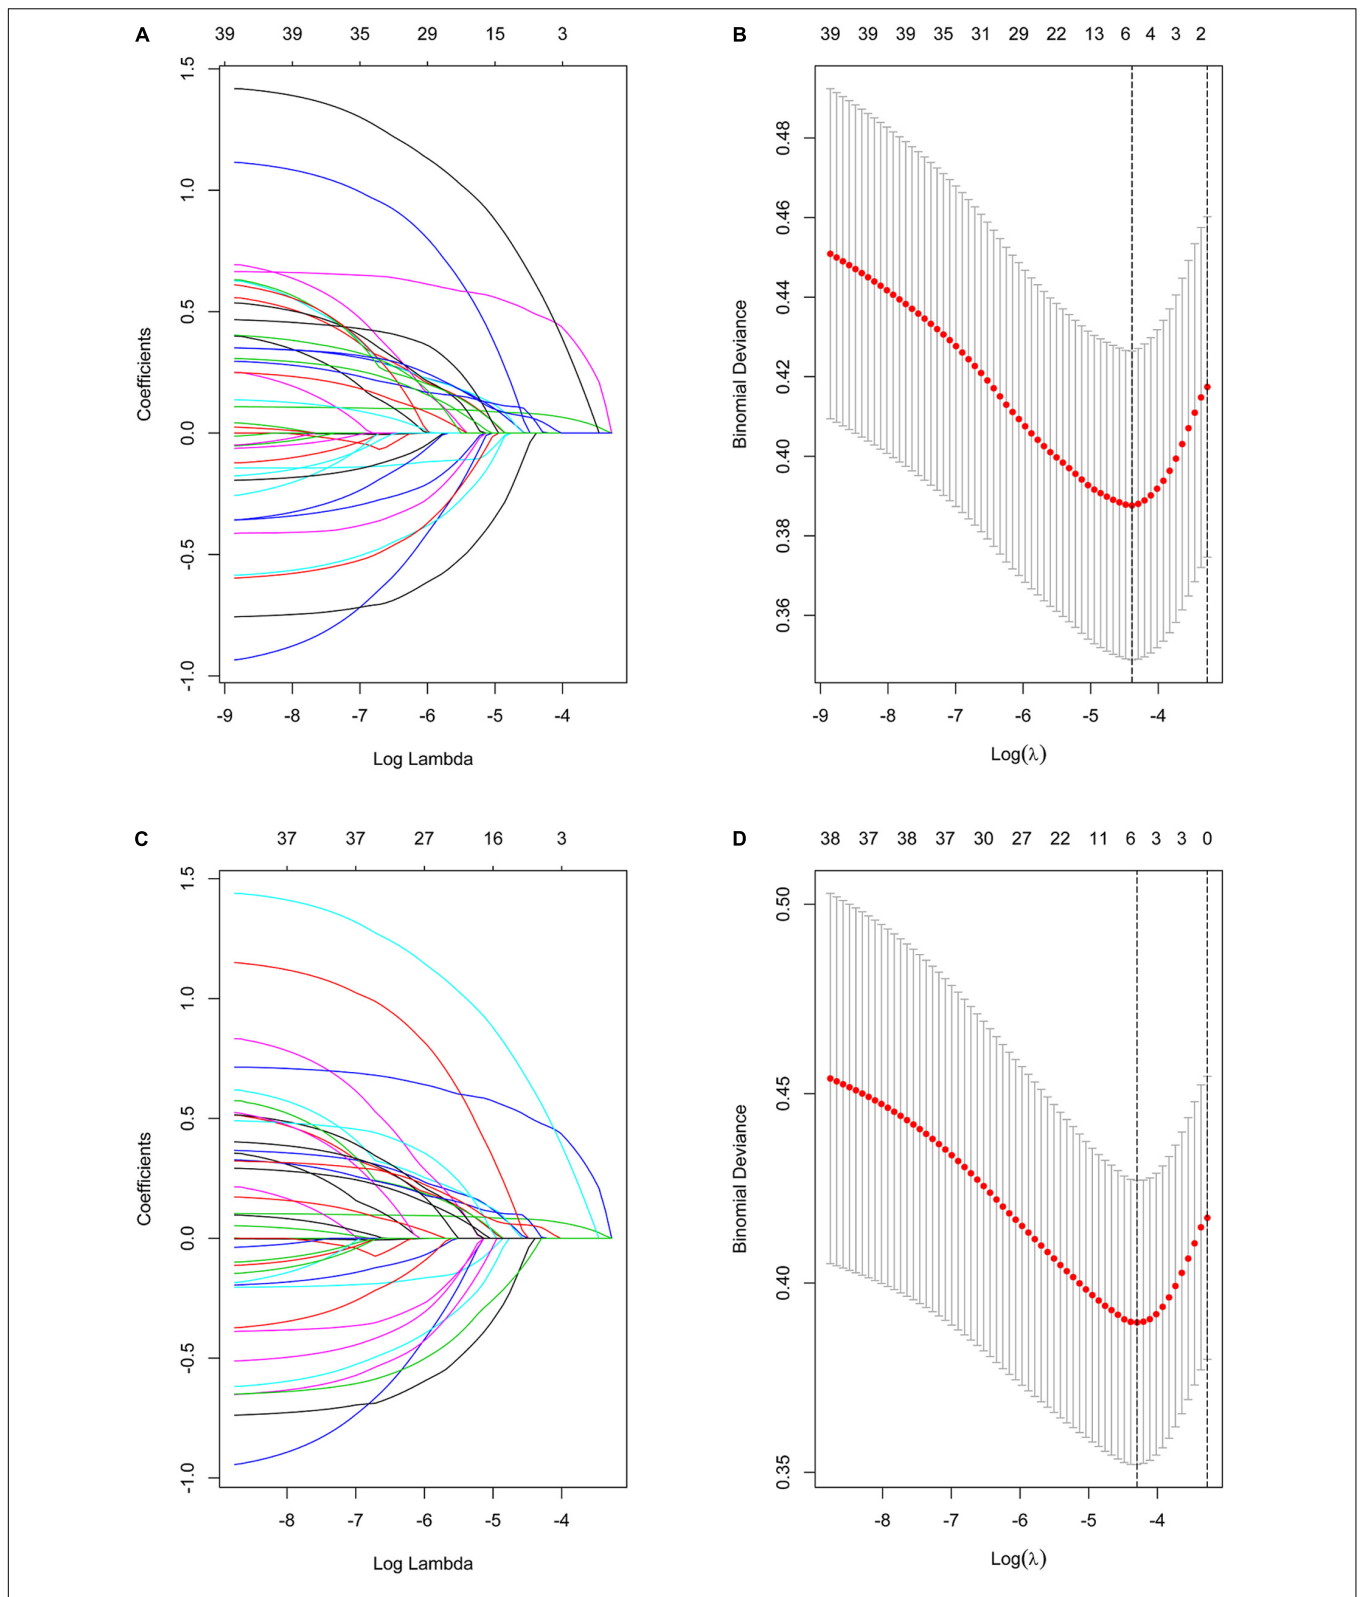 A
39 39 35 29 15 3
1.5
1.0
0.5
0.0
-0.5
-1.0
Coefficients
-9 -8 -7 -6 -5 -4
Log Lambda
B
39 39 39 35 31 29 22 13 6 4 3 2
0.48
0.46
0.44
0.42
0.40
0.38
0.36
Binomial Deviance
-9 -8 -7 -6 -5 -4
Log(λ)
C
37 37 27 16 3
1.5
1.0
0.5
0.0
-0.5
-1.0
Coefficients
-8 -7 -6 -5 -4
Log Lambda
D
38 37 38 37 30 27 22 11 6 3 3 0
0.50
0.45
0.40
0.35
Binomial Deviance
-8 -7 -6 -5 -4
Log(λ)